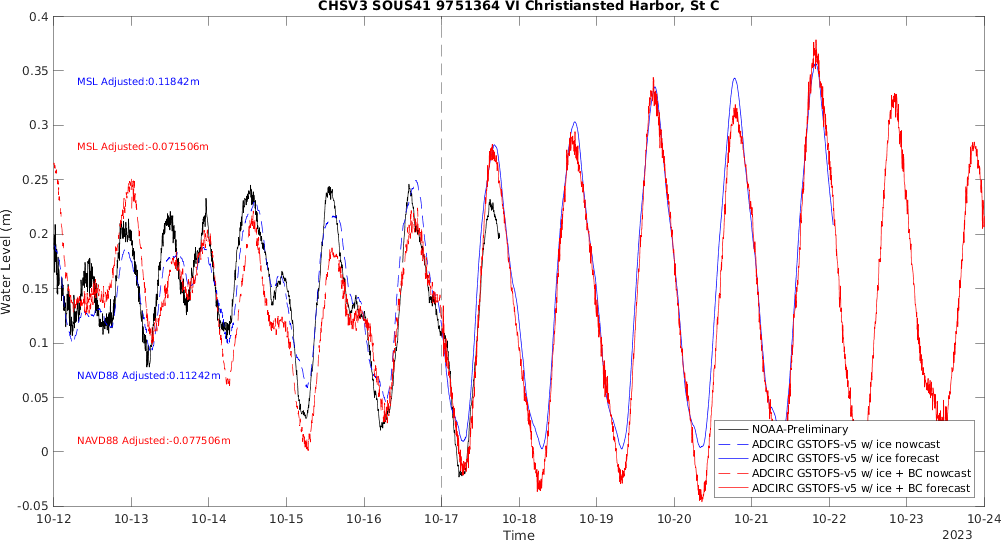 CHSV3 SOUS41 9751364 VI Christiansted Harbor, St C
0.4
0.35
0.3
0.25
0.2
0.15
0.1
0.05
0
-0.05
Water Level (m)
MSL Adjusted:0.11842m
MSL Adjusted:-0.071506m
NAVD88 Adjusted:0.11242m
NAVD88 Adjusted:-0.077506m
NOAA-Preliminary
ADCIRC GSTOFS-v5 w/ ice nowcast
ADCIRC GSTOFS-v5 w/ ice forecast
ADCIRC GSTOFS-v5 w/ ice + BC nowcast
ADCIRC GSTOFS-v5 w/ ice + BC forecast
10-12 10-13 10-14 10-15 10-16 10-17 10-18 10-19 10-20 10-21 10-22 10-23 10-24
Time
2023